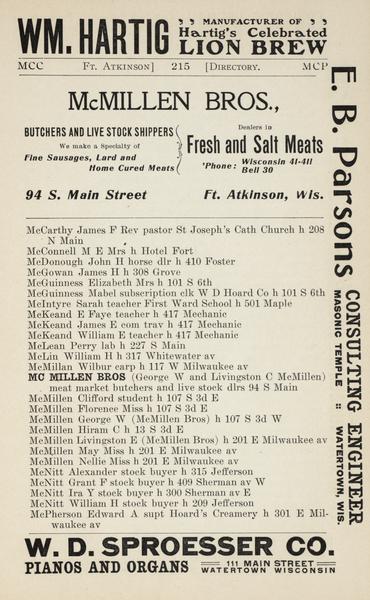 WM. HARTIG
" " MANUFACTURER OF " "
Hartig's Celebrated
LION BREW
MCC Ft. Atkinson] 215 [Directory. MCP
McMILLEN BROS.,
BUTCHERS AND LIVE STOCK SHIPPERS
We make a Specialty of
Fine Sausages, Lard and
Home Cured Meats
Dealers in
Fresh and Salt Meats
'Phone: Wisconsin 41-411
Bell 30
94 S. Main Street Ft. Atkinson, Wis.
McCarthy James F Rev pastor St Joseph's Cath Church h 208
N Main
McConnell M E Mrs h Hotel Fort
McDonough John H horse dlr h 410 Foster
McGowan James H h 308 Grove
McGuinness Elizabeth Mrs h 101 S 6th
McGuinness Mabel subscription clk W D Hoard Co h 101 S 6th
McIntyre Sarah teacher First Ward School h 501 Maple
McKeand E Faye teacher h 417 Mechanic
McKeand James E com trav h 417 Mechanic
McKeand William E teacher h 417 Mechanic
McLean Perry lab h 227 S Main
McLin William H h 317 Whitewater av
McMillan Wilbur carp h 117 W Milwaukee av
MC MILLEN BROS (George W and Livingston C McMillen)
meat market butchers and live stock dlrs 94 S Main
McMillen Clifford student h 107 S 3d E
McMillen Florence Miss h 107 S 3d E
McMillen George W (McMillen Bros) h 107 S 3d W
McMillen Hiram C h 13 S 3d E
McMillen Livingston E (McMillen Bros) h 201 E Milwaukee av
McMillen May Miss h 201 E Milwaukee av
McMillen Nellie Miss h 201 E Milwaukee av
McNitt Alexander stock buyer h 315 Jefferson
McNitt Grant F stock buyer h 409 Sherman av W
McNitt Ira Y stock buyer h 300 Sherman av E
McNitt William H stock buyer h 209 Jefferson
McPherson Edward A supt Hoard's Creamery h 301 E Mil-
waukee av
E. B. Parsons
CONSULTING ENGINEER
MASONIC TEMPLE :: WATERTOWN, WIS.
W. D. SPROESSER CO.
PIANOS AND ORGANS
111 MAIN STREET
WATERTOWN WISCONSIN